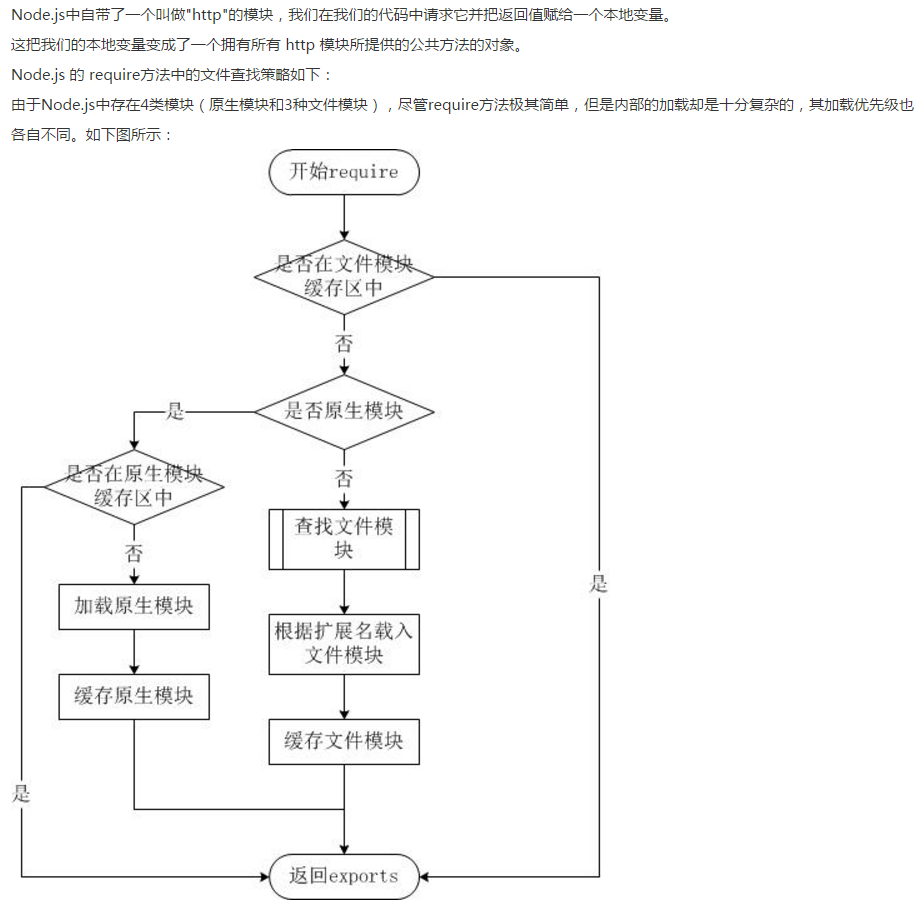 Node.js中自带了一个叫做"http"的模块，我们在我们的代码中请求它并把返回值赋给一个本地变量。
这把我们的本地变量变成了一个拥有所有 http 模块所提供的公共方法的对象。
Node.js 的 require方法中的文件查找策略如下：
由于Node.js中存在4类模块（原生模块和3种文件模块），尽管require方法极其简单，但是内部的加载却是十分复杂的，其加载优先级也
各自不同。如下图所示：
开始require
是否在文件模块
缓存区中
否
是否原生模块
是
是否在原生模块
缓存区中
否
查找文件模
块
否
加载原生模块
根据扩展名载入
文件模块
是
缓存原生模块
缓存文件模块
是
返回exports